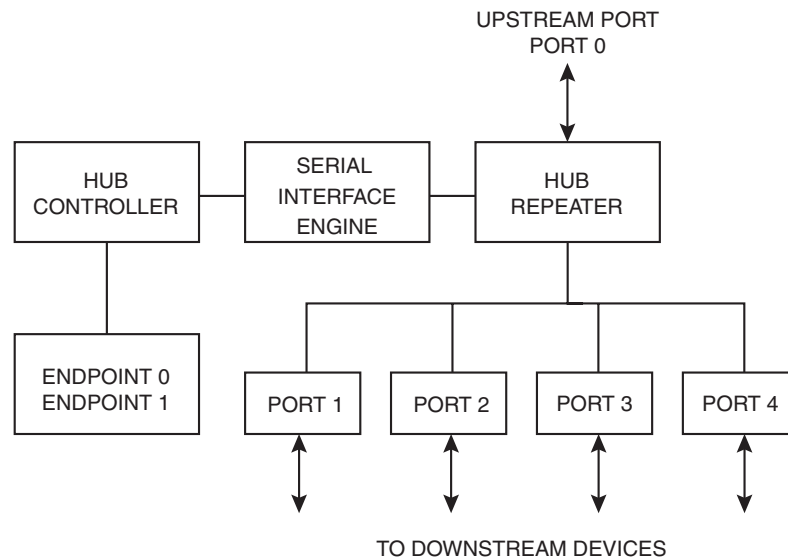 UPSTREAM PORT
PORT 0
HUB
CONTROLLER
SERIAL
INTERFACE
ENGINE
HUB
REPEATER
ENDPOINT 0
ENDPOINT 1
PORT 1
PORT 2
PORT 3
PORT 4
TO DOWNSTREAM DEVICES